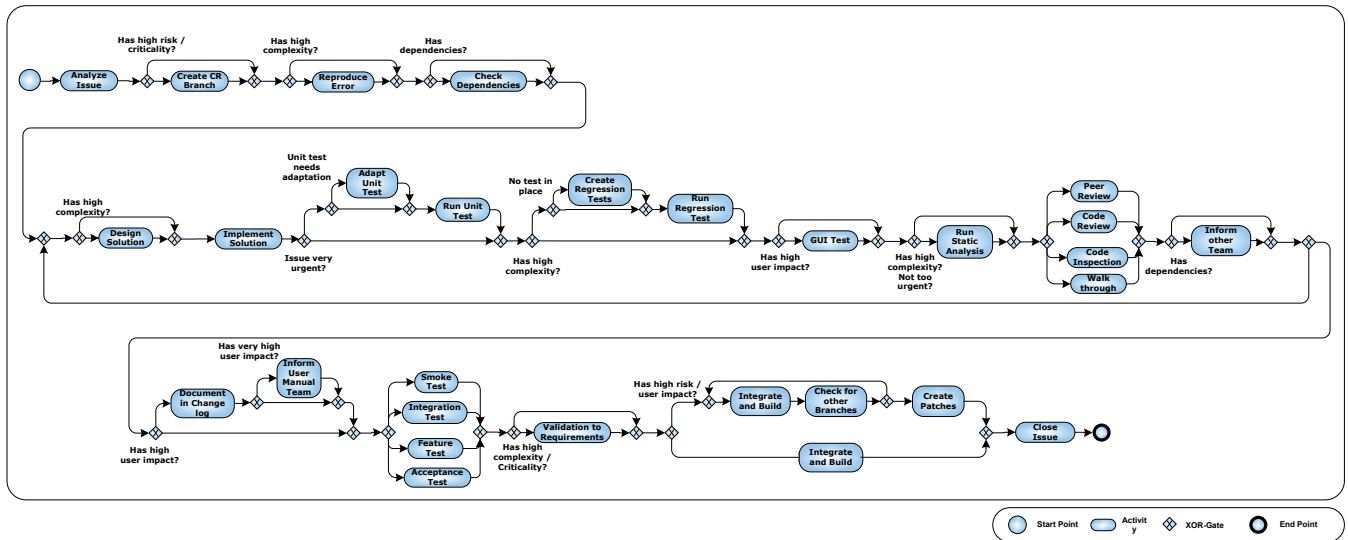 Has high risk /
criticality?
Has high
complexity?
Has
dependencies?
Analyze
Issue
Create CR
Branch
Reproduce
Error
Check
Dependencies
Unit test
needs
adaptation
Adapt
Unit
Test
No test in
place
Create
Regression
Tests
Peer
Review
Has high
complexity?
Run Unit
Test
Run
Regression
Test
Code
Review
Design
Solution
Implement
Solution
GUI Test
Run
Static
Analysis
Inform
other
Team
Issue very
urgent?
Has high
complexity?
Has high
user impact?
Has high
complexity?
Not too
urgent?
Code
Inspection
Has
dependencies?
Walk
through
Has very high
user impact?
Inform
User
Manual
Team
Document
in Change
log
Smoke
Test
Has high risk /
user impact?
Integrate
and Build
Check for
other
Branches
Create
Patches
Integration
Test
Validation to
Requirements
Close
Issue
Has high
user impact?
Feature
Test
Has high
complexity /
Criticality?
Integrate
and Build
Acceptance
Test
Start Point
Activit
y
XOR-Gate
End Point